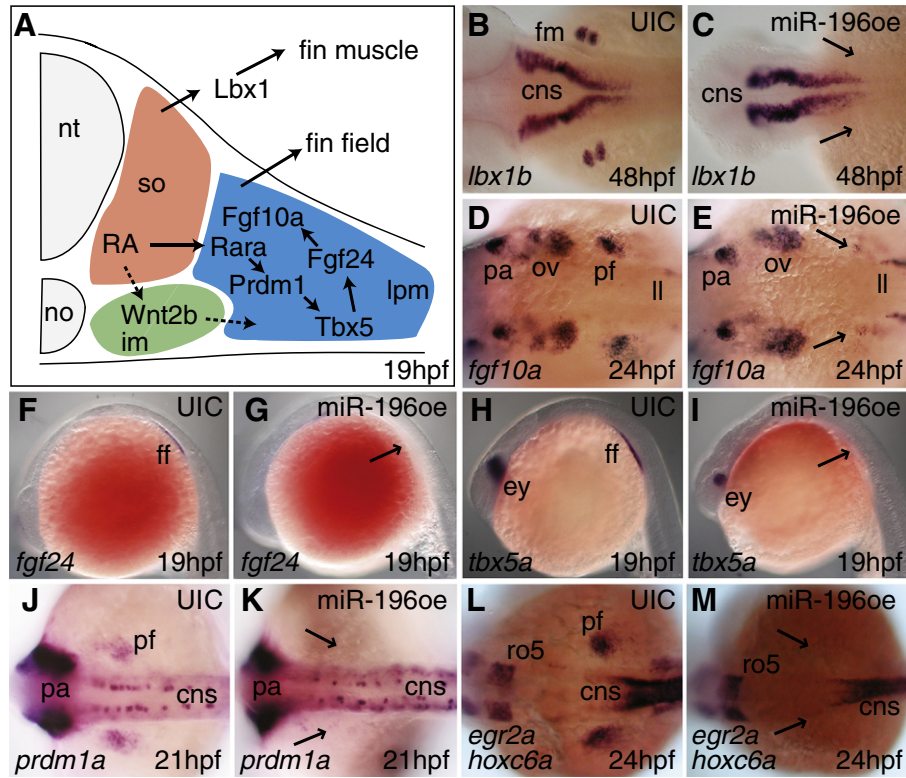 A
nt
so
RA
no
Wnt2b
im
Lbx1
fin muscle
fin field
Fgf10a
Rara
Fgf24
Prdm1
Tbx5
lpm
19hpf
B
UIC
fm
cns
lbx1b
48hpf
C
miR-196oe
cns
lbx1b
48hpf
D
UIC
pa
ov
pf
ll
fgf10a
24hpf
E
miR-196oe
pa
ov
ll
fgf10a
24hpf
F
UIC
ff
fgf24
19hpf
G
miR-196oe
fgf24
19hpf
H
UIC
ey
ff
tbx5a
19hpf
I
miR-196oe
ey
tbx5a
19hpf
J
UIC
pf
pa
cns
prdm1a
21hpf
K
miR-196oe
pa
cns
prdm1a
21hpf
L
UIC
pf
ro5
cns
egr2a
hoxc6a
24hpf
M
miR-196oe
ro5
cns
egr2a
hoxc6a
24hpf